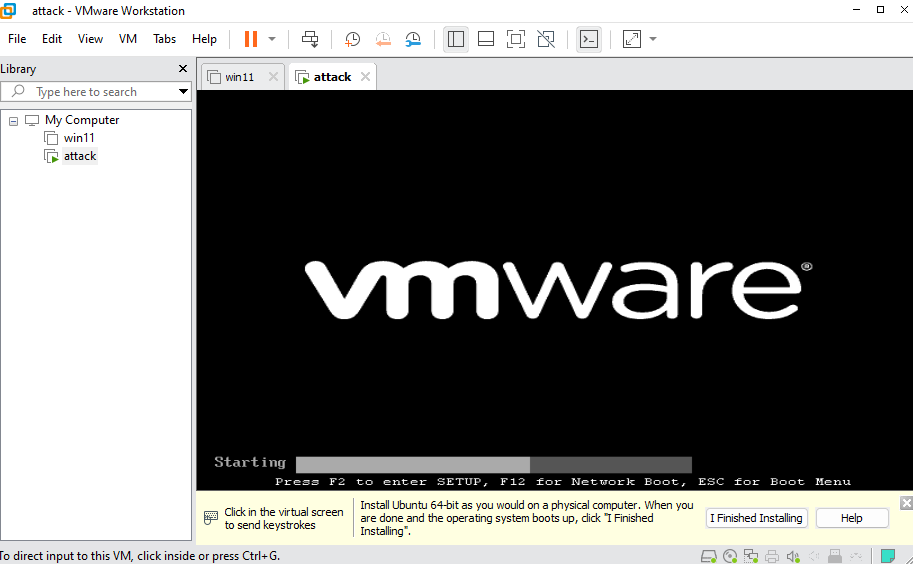 attack - VMware Workstation
File Edit View VM Tabs Help
Library
Type here to search
My Computer
win11
attack
win11
attack
vmware®
Starting
Press F2 to enter SETUP, F12 for Network Boot, ESC for Boot Menu
Click in the virtual screen
to send keystrokes
Install Ubuntu 64-bit as you would on a physical computer. When you
are done and the operating system boots up, click "I Finished
Installing".
I Finished Installing
Help
To direct input to this VM, click inside or press Ctrl+G.